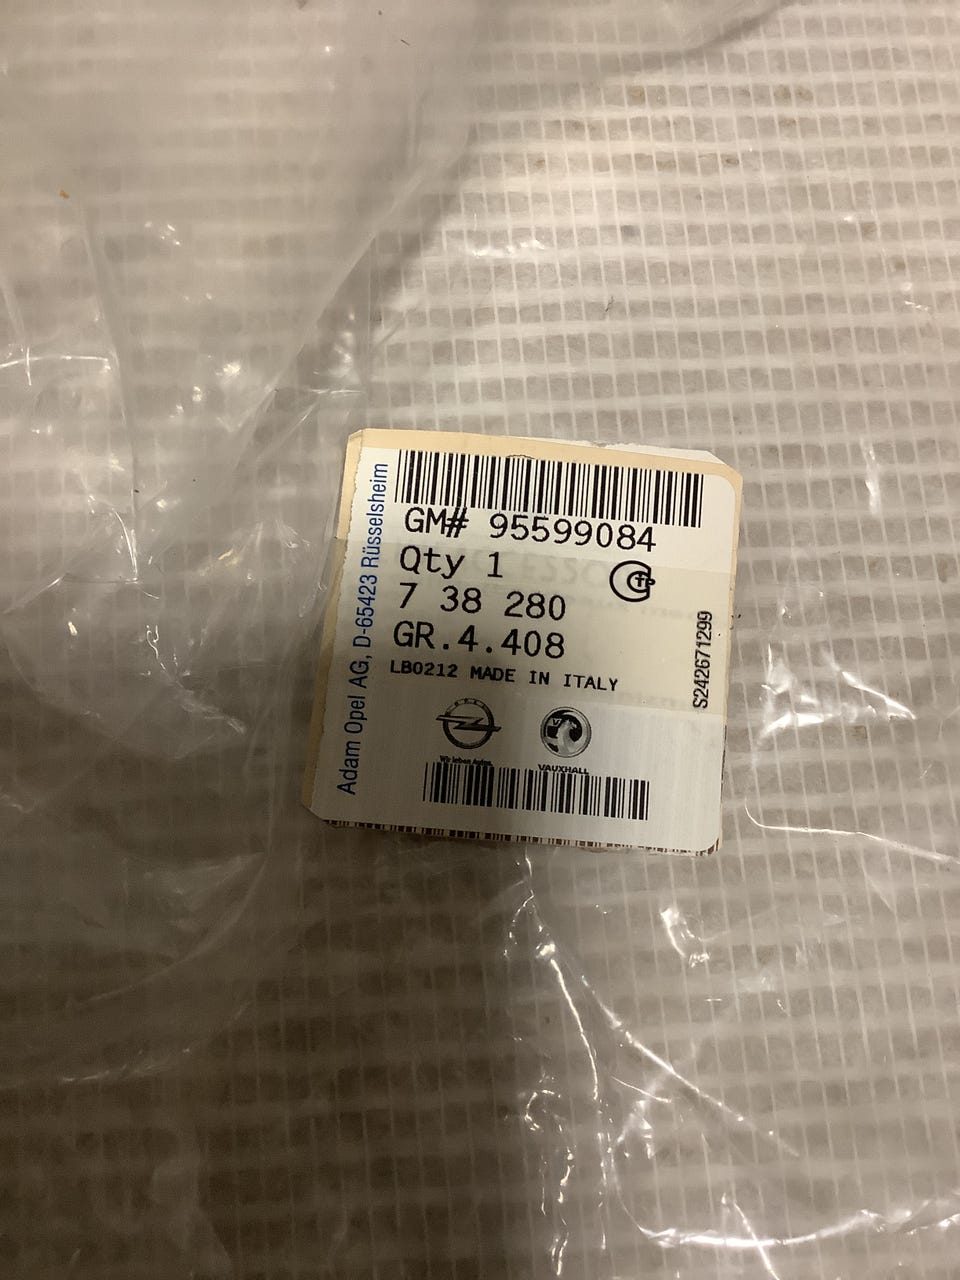 GM# 95599084
Qty 1
7 38 280
GR.4.408
LB0212 MADE IN ITALY
Wir leben Autos.
VAUXHALL
Adam Opel AG, D-65423 Rüsselsheim
S242671299